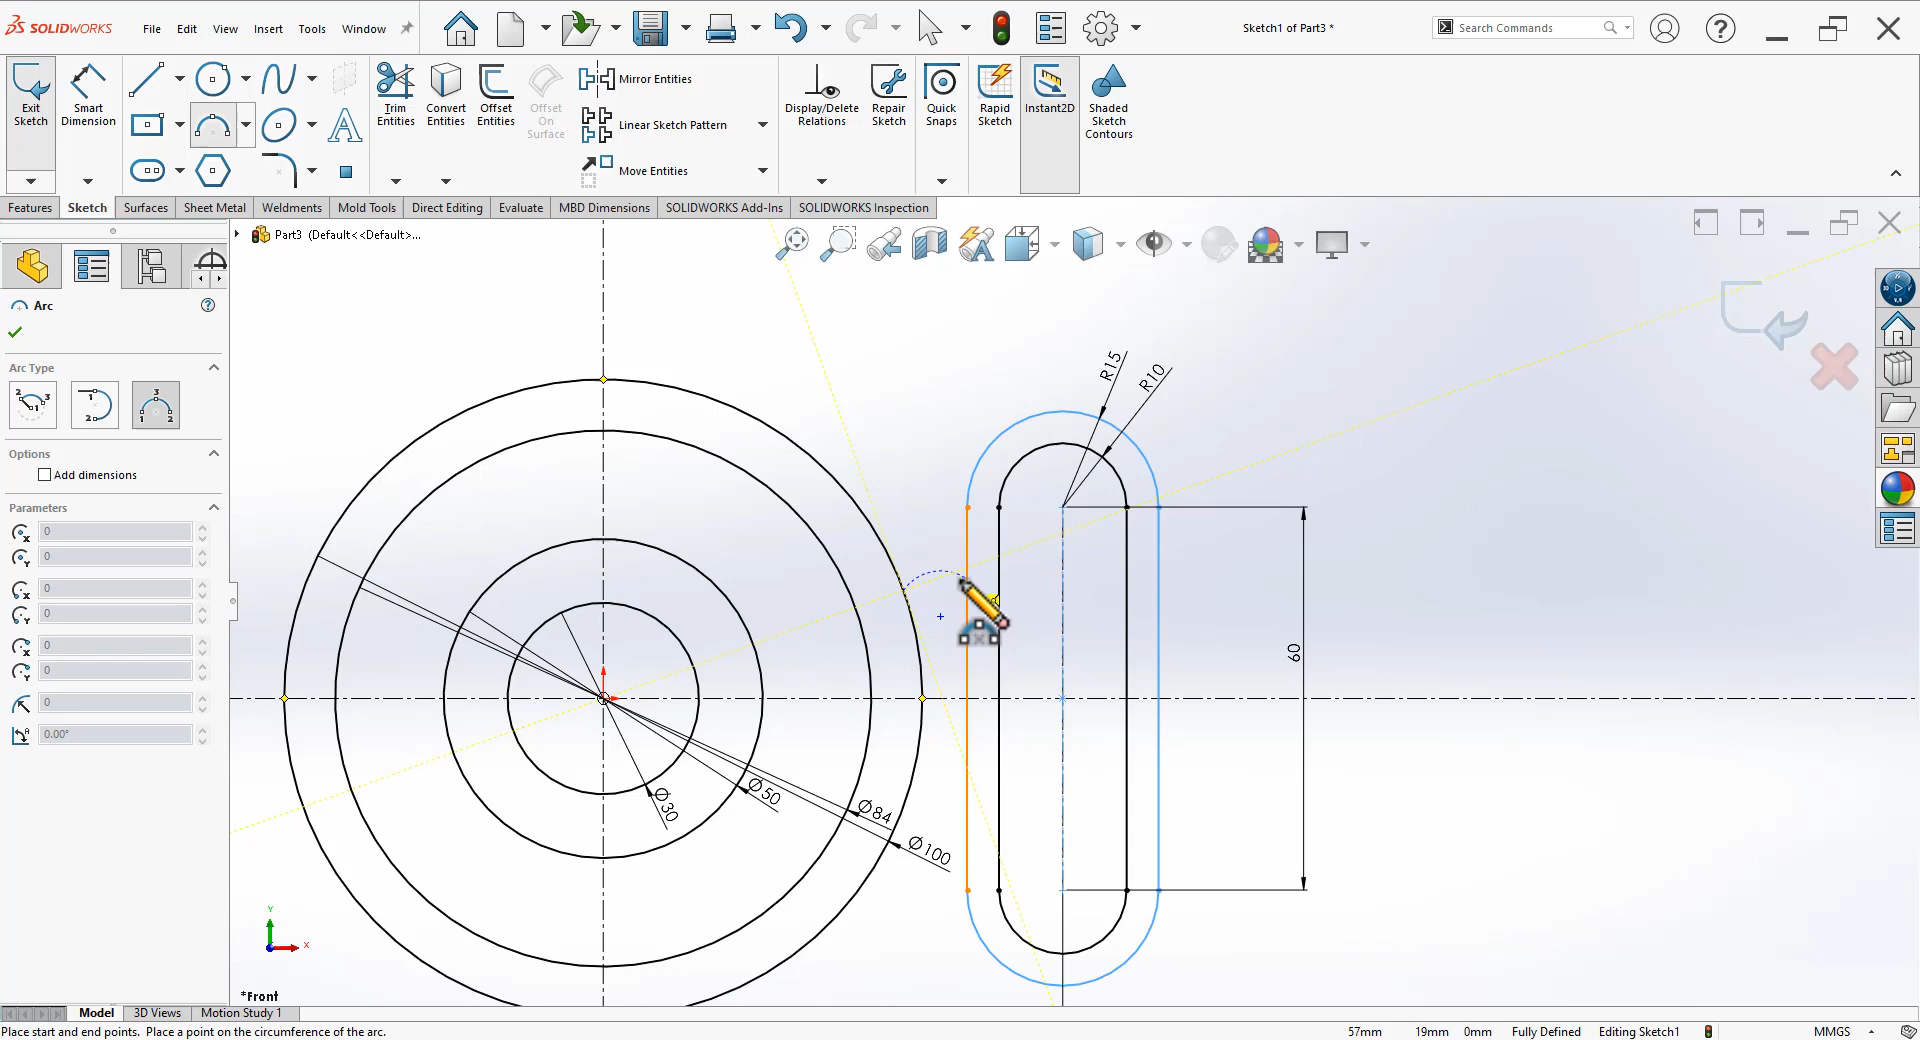 SOLIDWORKS
File Edit View Insert Tools Window
Sketch1 of Part3 *
Search Commands
Exit Sketch
Smart Dimension
Trim Entities
Convert Entities
Offset Entities
Offset On Surface
Mirror Entities
Linear Sketch Pattern
Move Entities
Display/Delete Relations
Repair Sketch
Quick Snaps
Rapid Sketch
Instant2D
Shaded Sketch Contours
Features Sketch Surfaces Sheet Metal Weldments Mold Tools Direct Editing Evaluate MBD Dimensions SOLIDWORKS Add-Ins SOLIDWORKS Inspection
Part3 (Default<<Default>...
Arc
Arc Type
Options
Add dimensions
Parameters
0
0
0
0
0
0
0
0.00°
R15
R10
60
Ø30
Ø50
Ø84
Ø100
Y
X
*Front
Model 3D Views Motion Study 1
Place start and end points. Place a point on the circumference of the arc.
57mm 19mm 0mm Fully Defined Editing Sketch1 MMGS